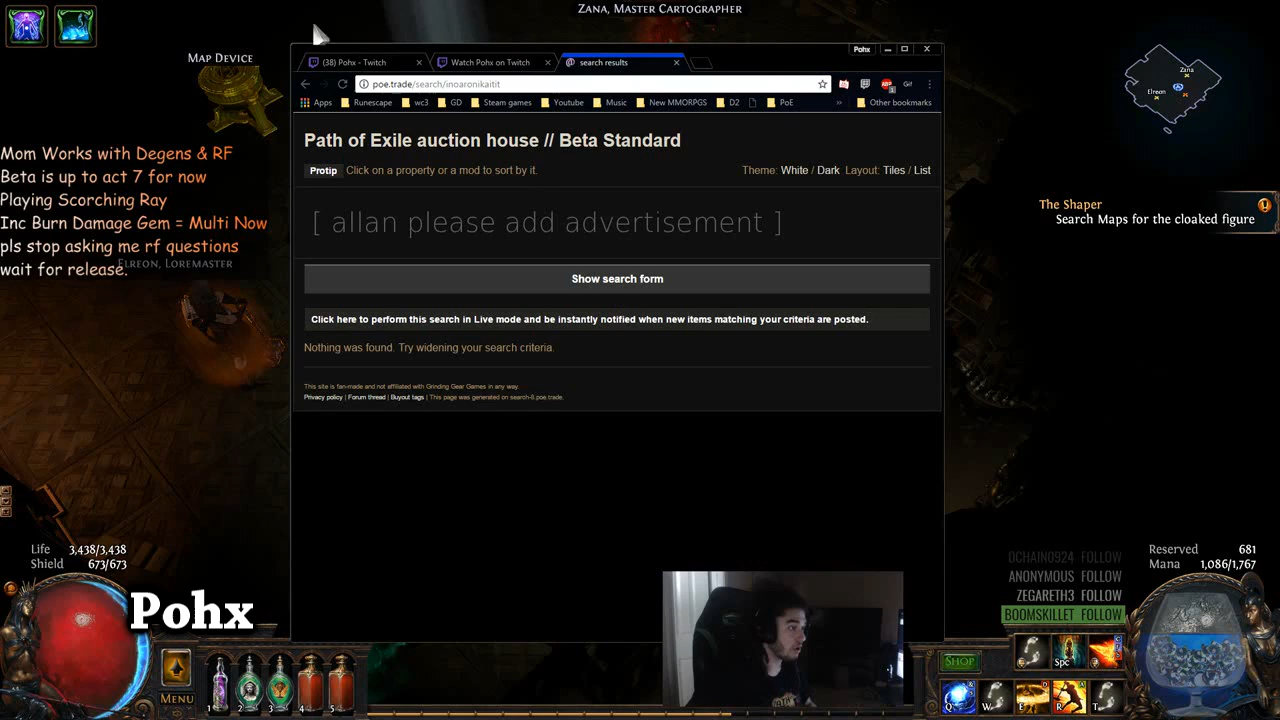 Zana, Master Cartographer
Map Device
Pohx
(38) Pohx - Twitch
Watch Pohx on Twitch
search results
poe.trade/search/inoaronikaitit
Apps Runescape wc3 GD Steam games Youtube Music New MMORPGS D2 PoE » Other bookmarks
Zana
Elreon
Path of Exile auction house // Beta Standard
Protip Click on a property or a mod to sort by it.
Theme: White / Dark Layout: Tiles / List
[ allan please add advertisement ]
Show search form
Click here to perform this search in Live mode and be instantly notified when new items matching your criteria are posted.
Nothing was found. Try widening your search criteria.
This site is fan-made and not affiliated with Grinding Gear Games in any way.
Privacy policy | Forum thread | Buyout tags | This page was generated on search-8.poe.trade.
Mom Works with Degens & RF
Beta is up to act 7 for now
Playing Scorching Ray
Inc Burn Damage Gem = Multi Now
pls stop asking me rf questions
wait for release.
Elreon, Loremaster
The Shaper
Search Maps for the cloaked figure
Life 3,438/3,438
Shield 673/673
Pohx
Menu
1 2 3 4 5
OCHAIN0924 FOLLOW
ANONYMOUS FOLLOW
ZEGARETH3 FOLLOW
BOOMSKILLET FOLLOW
Reserved 681
Mana 1,086/1,767
Shop
Spc
Q W E R T